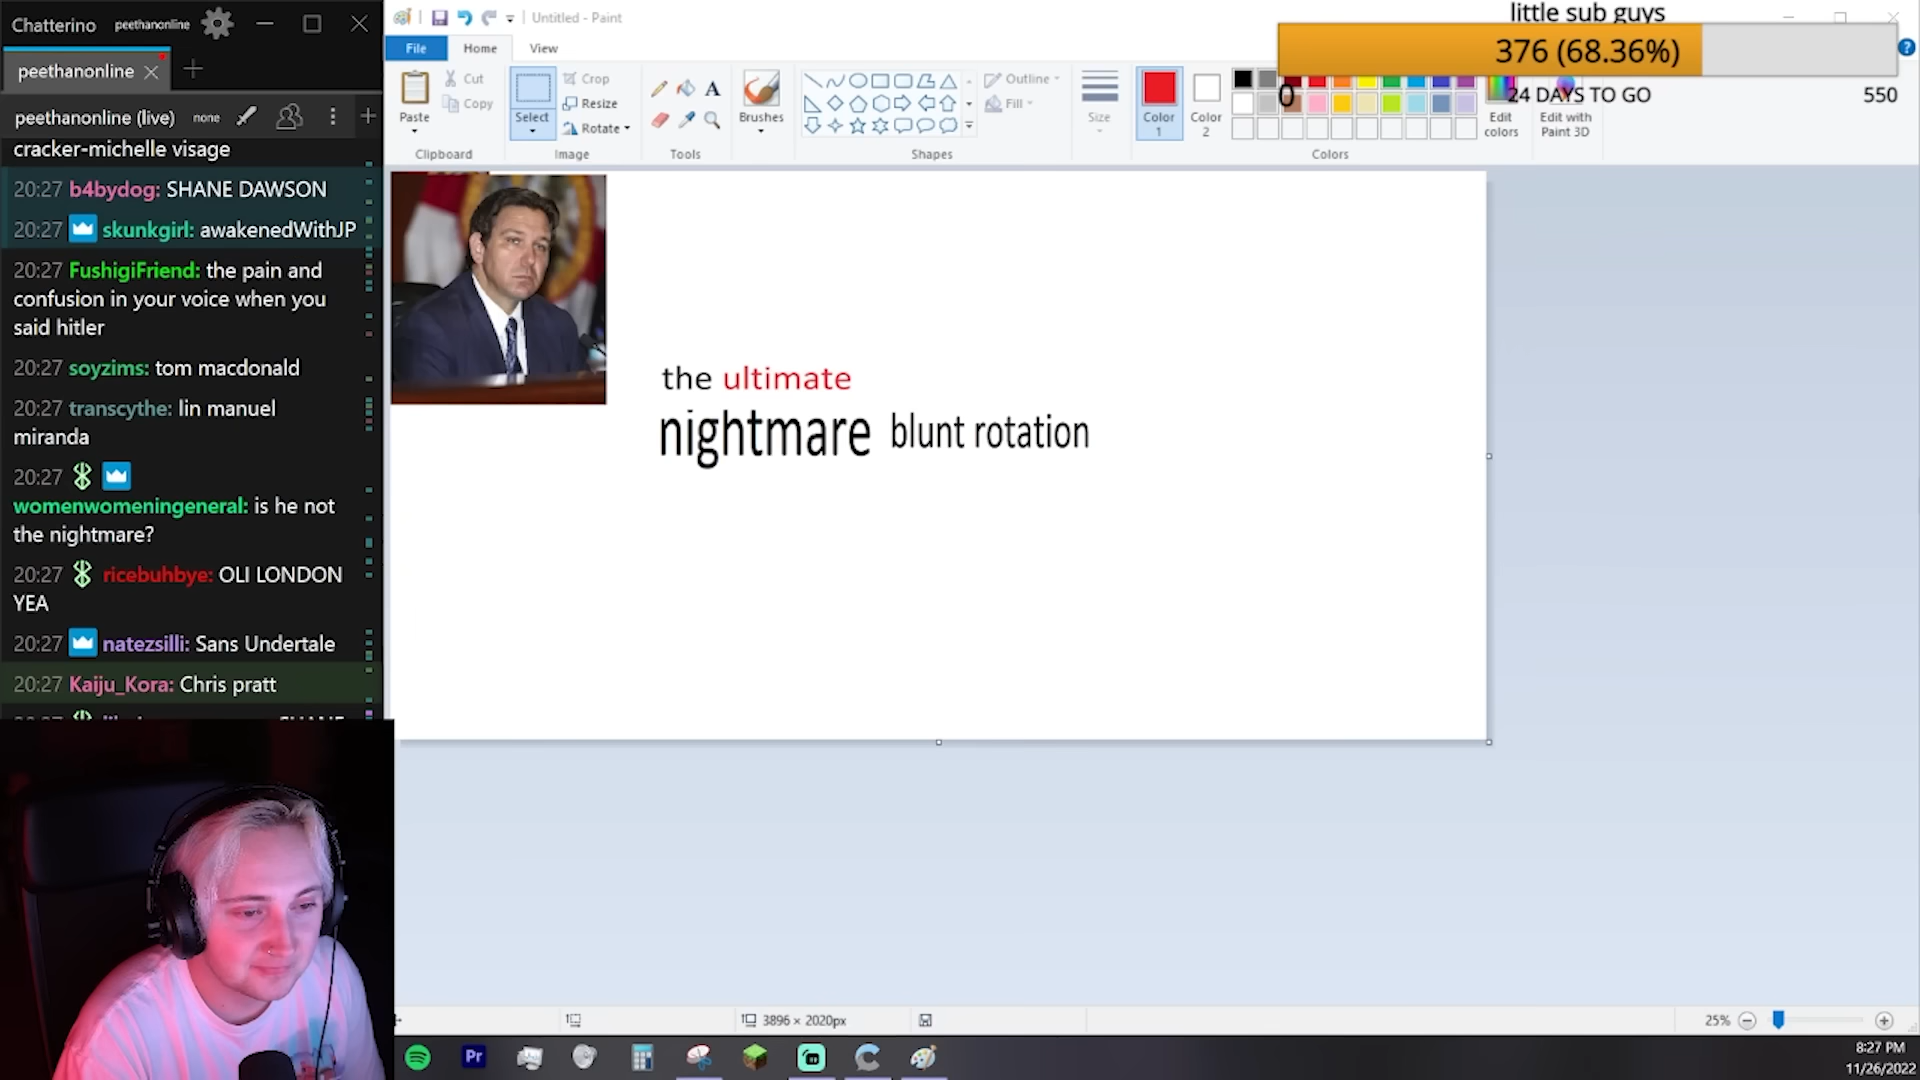 Chatterino
peethanonline
peethanonline
peethanonline (live)
none
cracker-michelle visage
20:27 b4bydog: SHANE DAWSON
20:27 skunkgirl: awakenedWithJP
20:27 FushigiFriend: the pain and
confusion in your voice when you
said hitler
20:27 soyzims: tom macdonald
20:27 transcythe: lin manuel
miranda
20:27
womenwomeningeneral: is he not
the nightmare?
20:27 ricebuhbye: OLI LONDON
YEA
20:27 natezsilli: Sans Undertale
20:27 Kaiju_Kora: Chris pratt
Untitled - Paint
File
Home
View
Paste
Cut
Copy
Clipboard
Select
Crop
Resize
Rotate
Image
A
Tools
Brushes
Outline
Fill
Shapes
Size
Color
1
Color
2
Edit
colors
Edit with
Paint 3D
Colors
little sub guys
376 (68.36%)
0
24 DAYS TO GO
550
the ultimate
nightmare blunt rotation
3896 × 2020px
25%
Pr
8:27 PM
11/26/2022